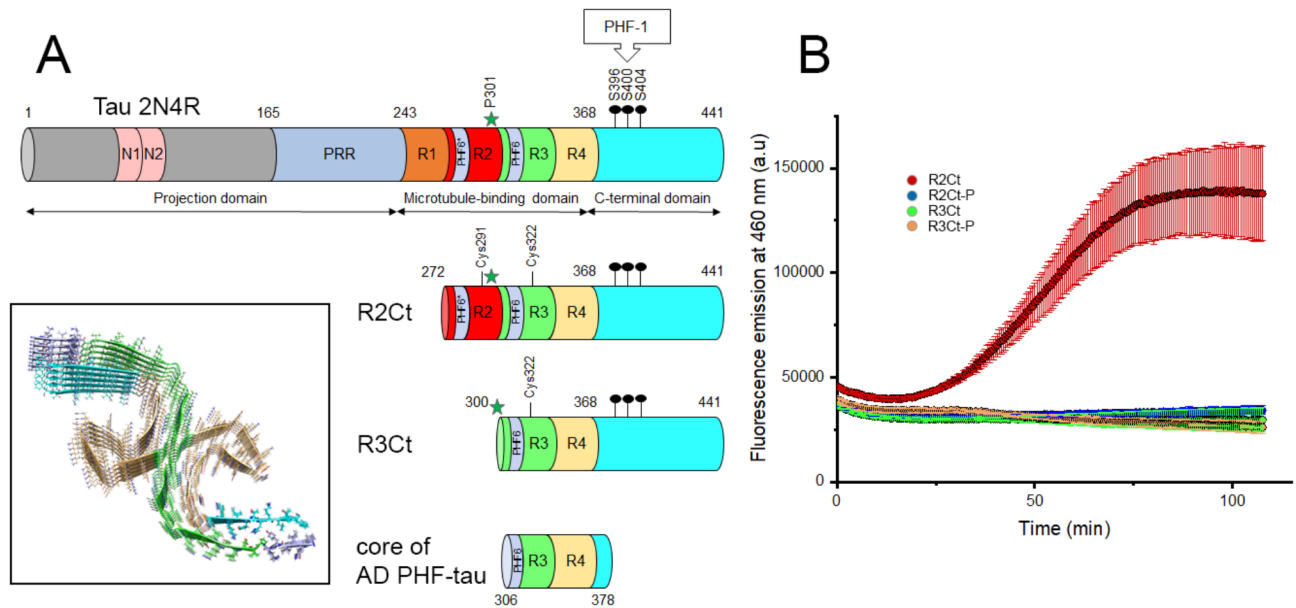 A
PHF-1
S396
S400
S404
P301
Tau 2N4R
1
165
243
368
441
N1
N2
PRR
R1
PHF6*
R2
PHF6
R3
R4
Projection domain
Microtubule-binding domain
C-terminal domain
Cys291
Cys322
272
368
441
R2Ct
PHF6*
R2
PHF6
R3
R4
Cys322
300
368
441
R3Ct
PHF6
R3
R4
core of
AD PHF-tau
PHF6
R3
R4
306
378
B
Fluorescence emission at 460 nm (a.u)
150000
100000
50000
0
R2Ct
R2Ct-P
R3Ct
R3Ct-P
0
50
100
Time (min)